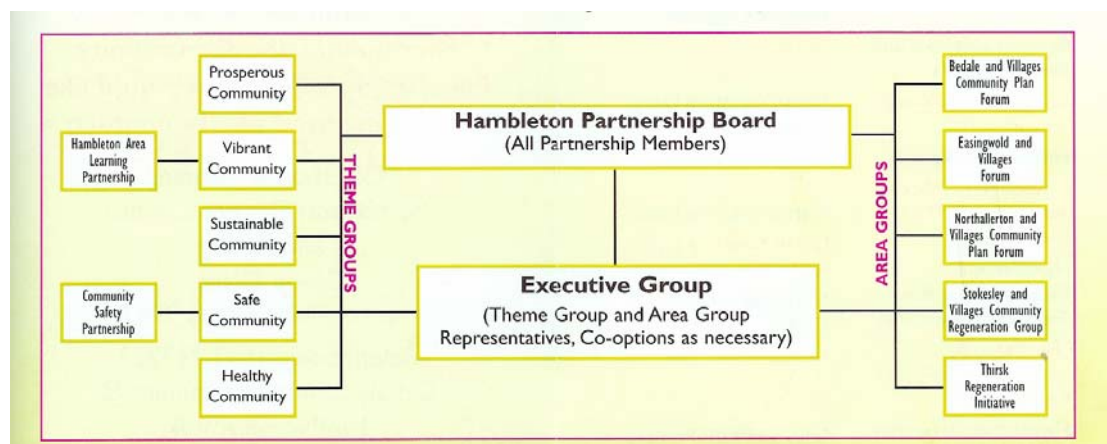 Prosperous
Community
Hambleton Area
Learning
Partnership
Vibrant
Community
Sustainable
Community
Community
Safety
Partnership
Safe
Community
Healthy
Community
THEME GROUPS
Hambleton Partnership Board
(All Partnership Members)
Executive Group
(Theme Group and Area Group
Representatives, Co-options as necessary)
AREA GROUPS
Bedale and Villages
Community Plan
Forum
Easingwold and
Villages
Forum
Northallerton and
Villages Community
Plan Forum
Stokesley and
Villages Community
Regeneration Group
Thirsk
Regeneration
Initiative